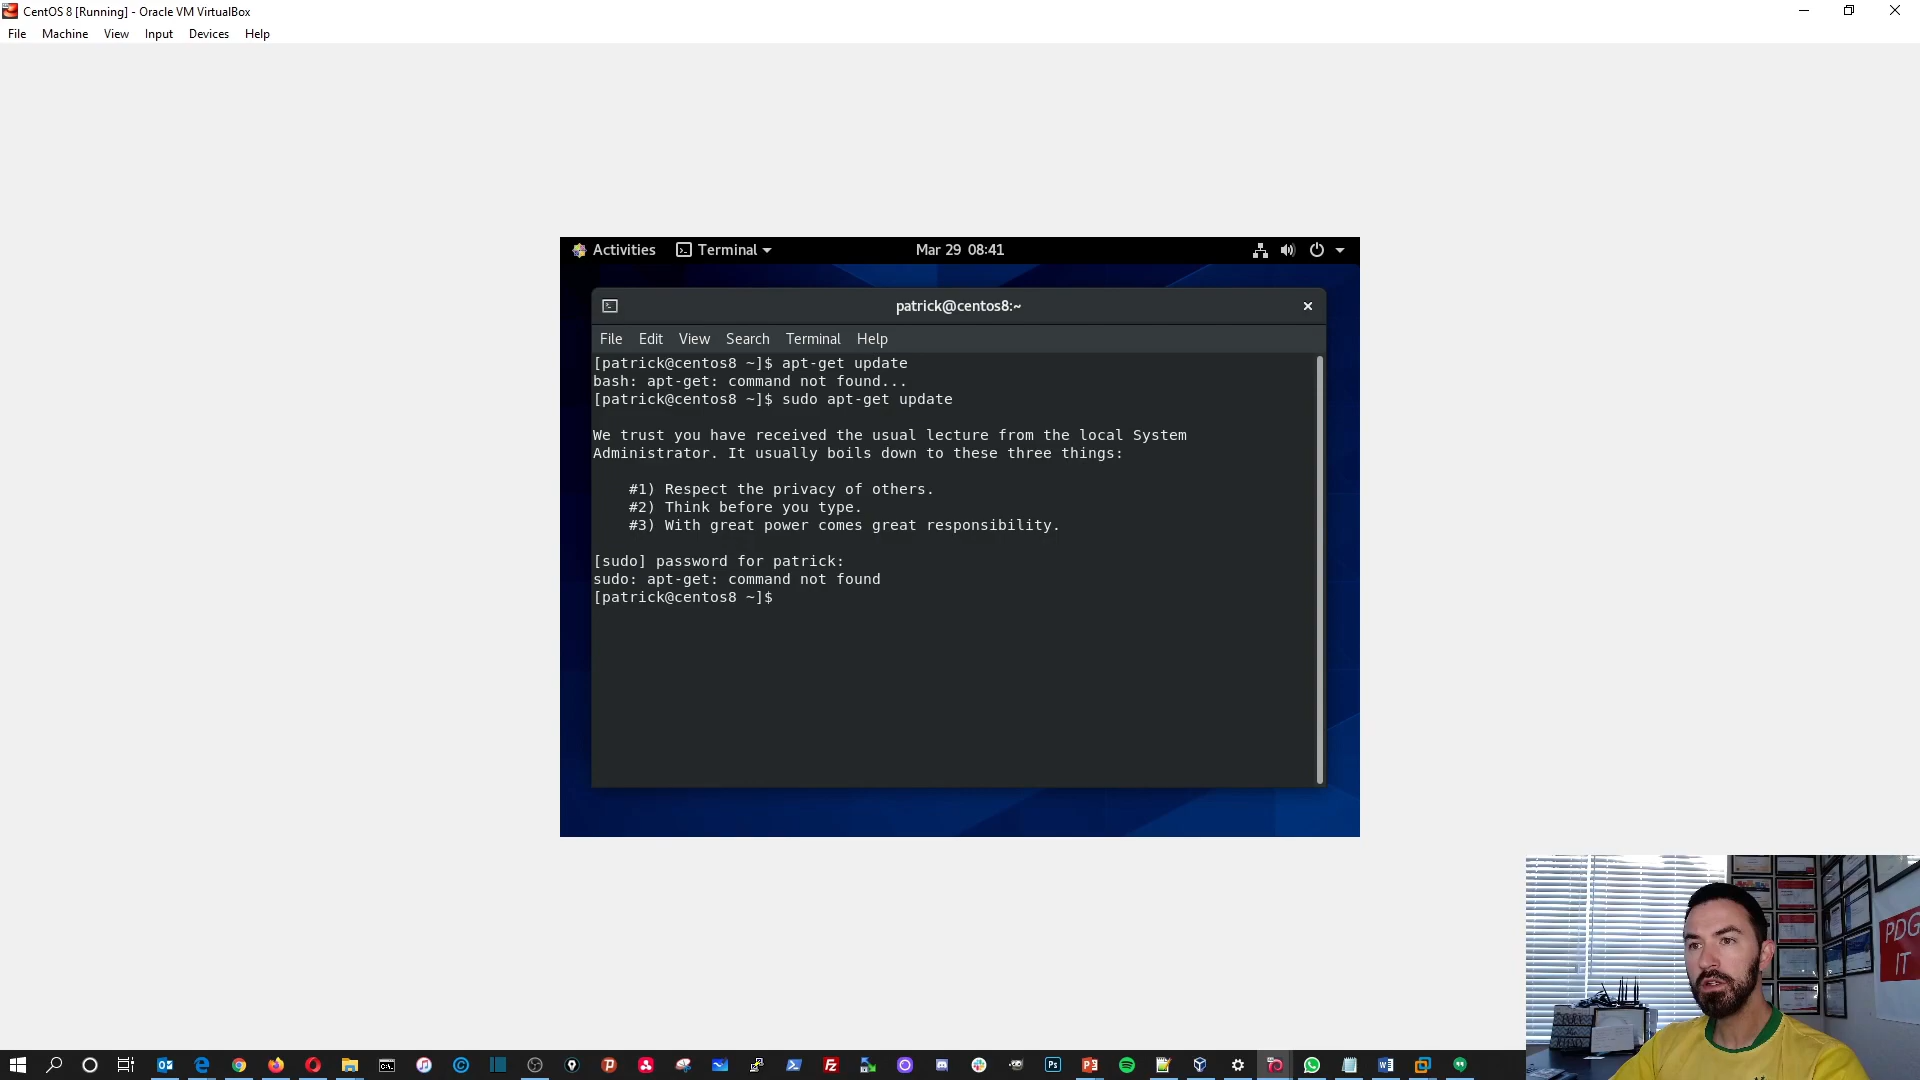 CentOS 8 [Running] - Oracle VM VirtualBox
File Machine View Input Devices Help
Activities Terminal Mar 29 08:41
patrick@centos8:~
File Edit View Search Terminal Help
[patrick@centos8 ~]$ apt-get update
bash: apt-get: command not found...
[patrick@centos8 ~]$ sudo apt-get update
We trust you have received the usual lecture from the local System
Administrator. It usually boils down to these three things:
#1) Respect the privacy of others.
#2) Think before you type.
#3) With great power comes great responsibility.
[sudo] password for patrick:
sudo: apt-get: command not found
[patrick@centos8 ~]$
PDG
IT